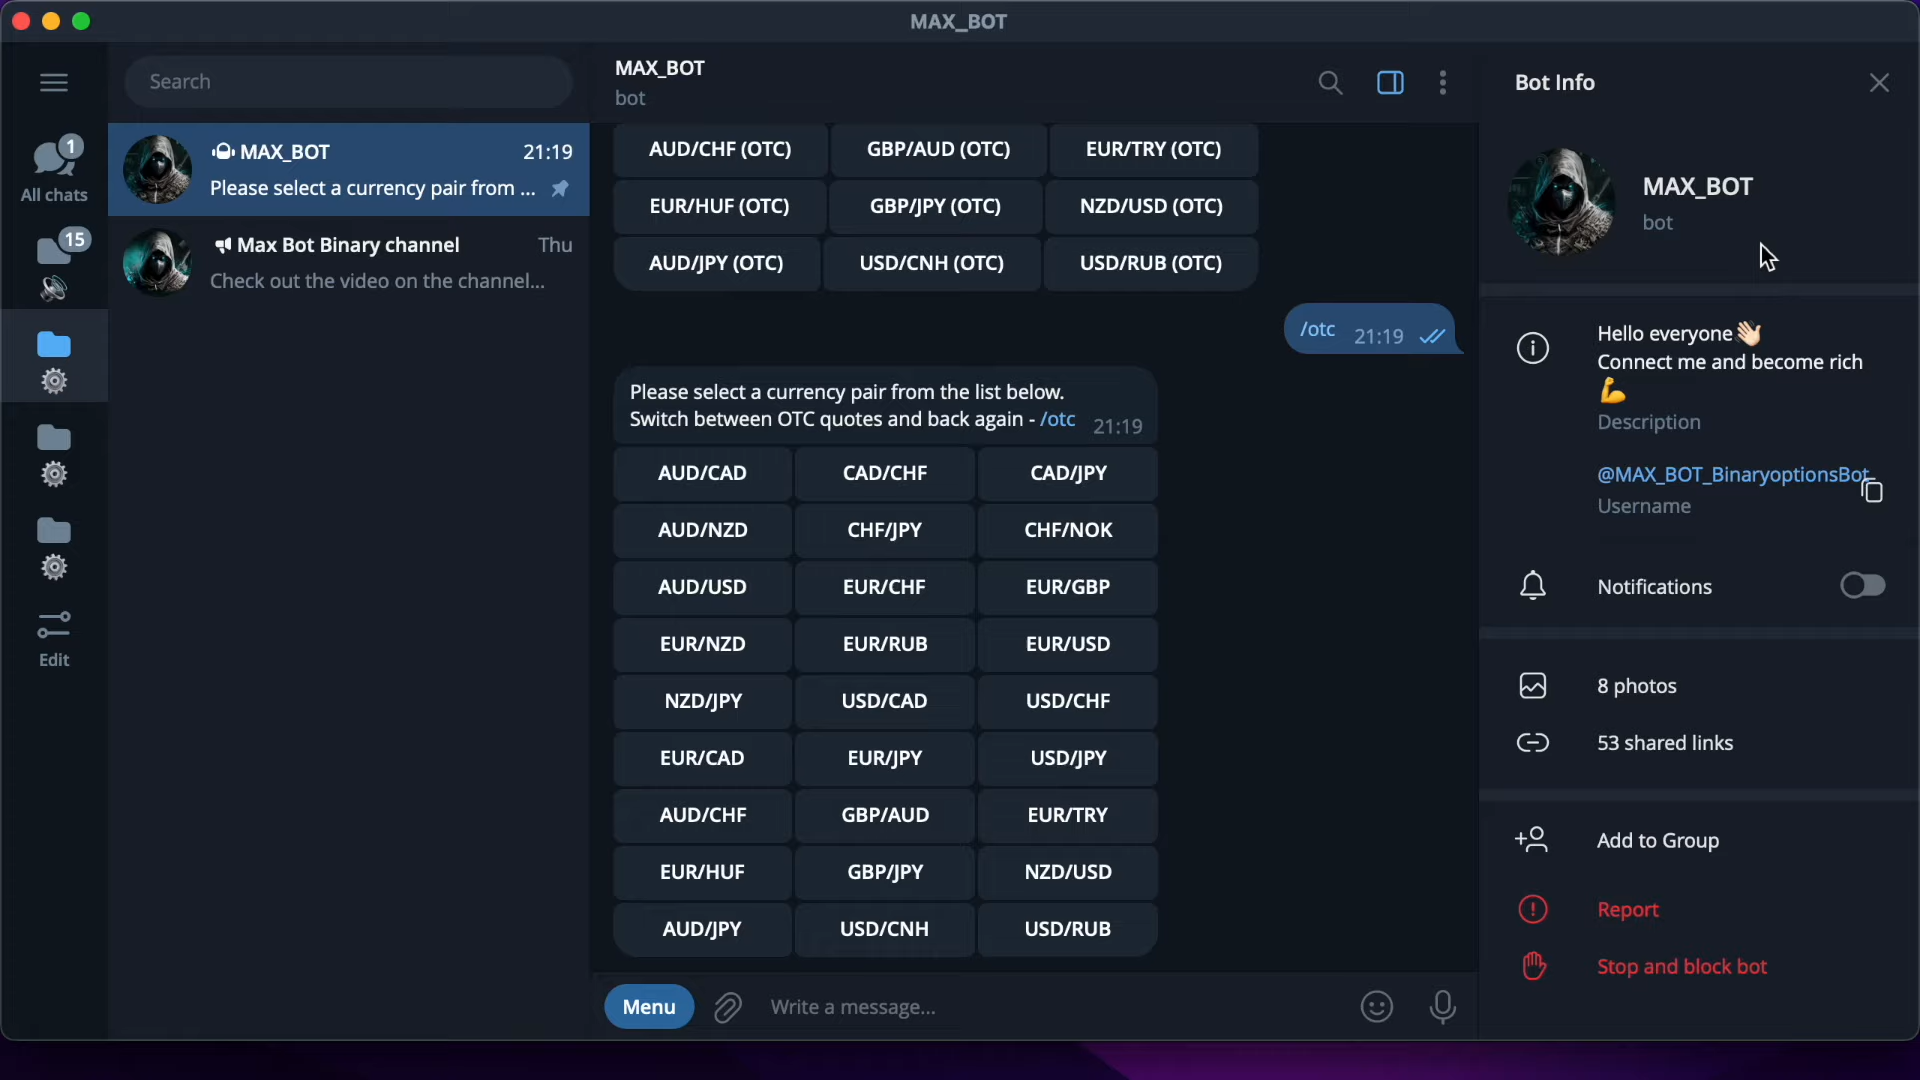 MAX_BOT
Search
1
All chats
15
Edit
MAX_BOT 21:19
Please select a currency pair from ...
Max Bot Binary channel Thu
Check out the video on the channel...
MAX_BOT
bot
AUD/CHF (OTC) GBP/AUD (OTC) EUR/TRY (OTC)
EUR/HUF (OTC) GBP/JPY (OTC) NZD/USD (OTC)
AUD/JPY (OTC) USD/CNH (OTC) USD/RUB (OTC)
/otc 21:19
Please select a currency pair from the list below.
Switch between OTC quotes and back again - /otc 21:19
AUD/CAD CAD/CHF CAD/JPY
AUD/NZD CHF/JPY CHF/NOK
AUD/USD EUR/CHF EUR/GBP
EUR/NZD EUR/RUB EUR/USD
NZD/JPY USD/CAD USD/CHF
EUR/CAD EUR/JPY USD/JPY
AUD/CHF GBP/AUD EUR/TRY
EUR/HUF GBP/JPY NZD/USD
AUD/JPY USD/CNH USD/RUB
Menu Write a message...
Bot Info
MAX_BOT
bot
Hello everyone👋🏻
Connect me and become rich
💪
Description
@MAX_BOT_BinaryoptionsBot
Username
Notifications
8 photos
53 shared links
Add to Group
Report
Stop and block bot